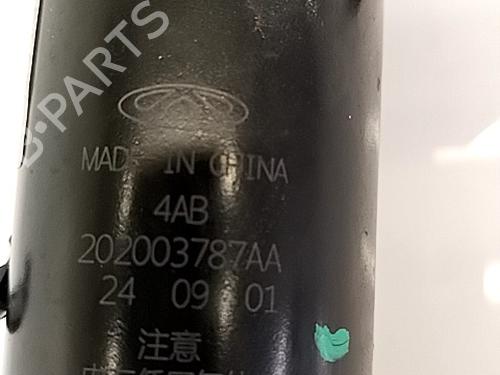 B-PARTS
MADE IN CHINA
4AB
202003787AA
24 09 01
注意